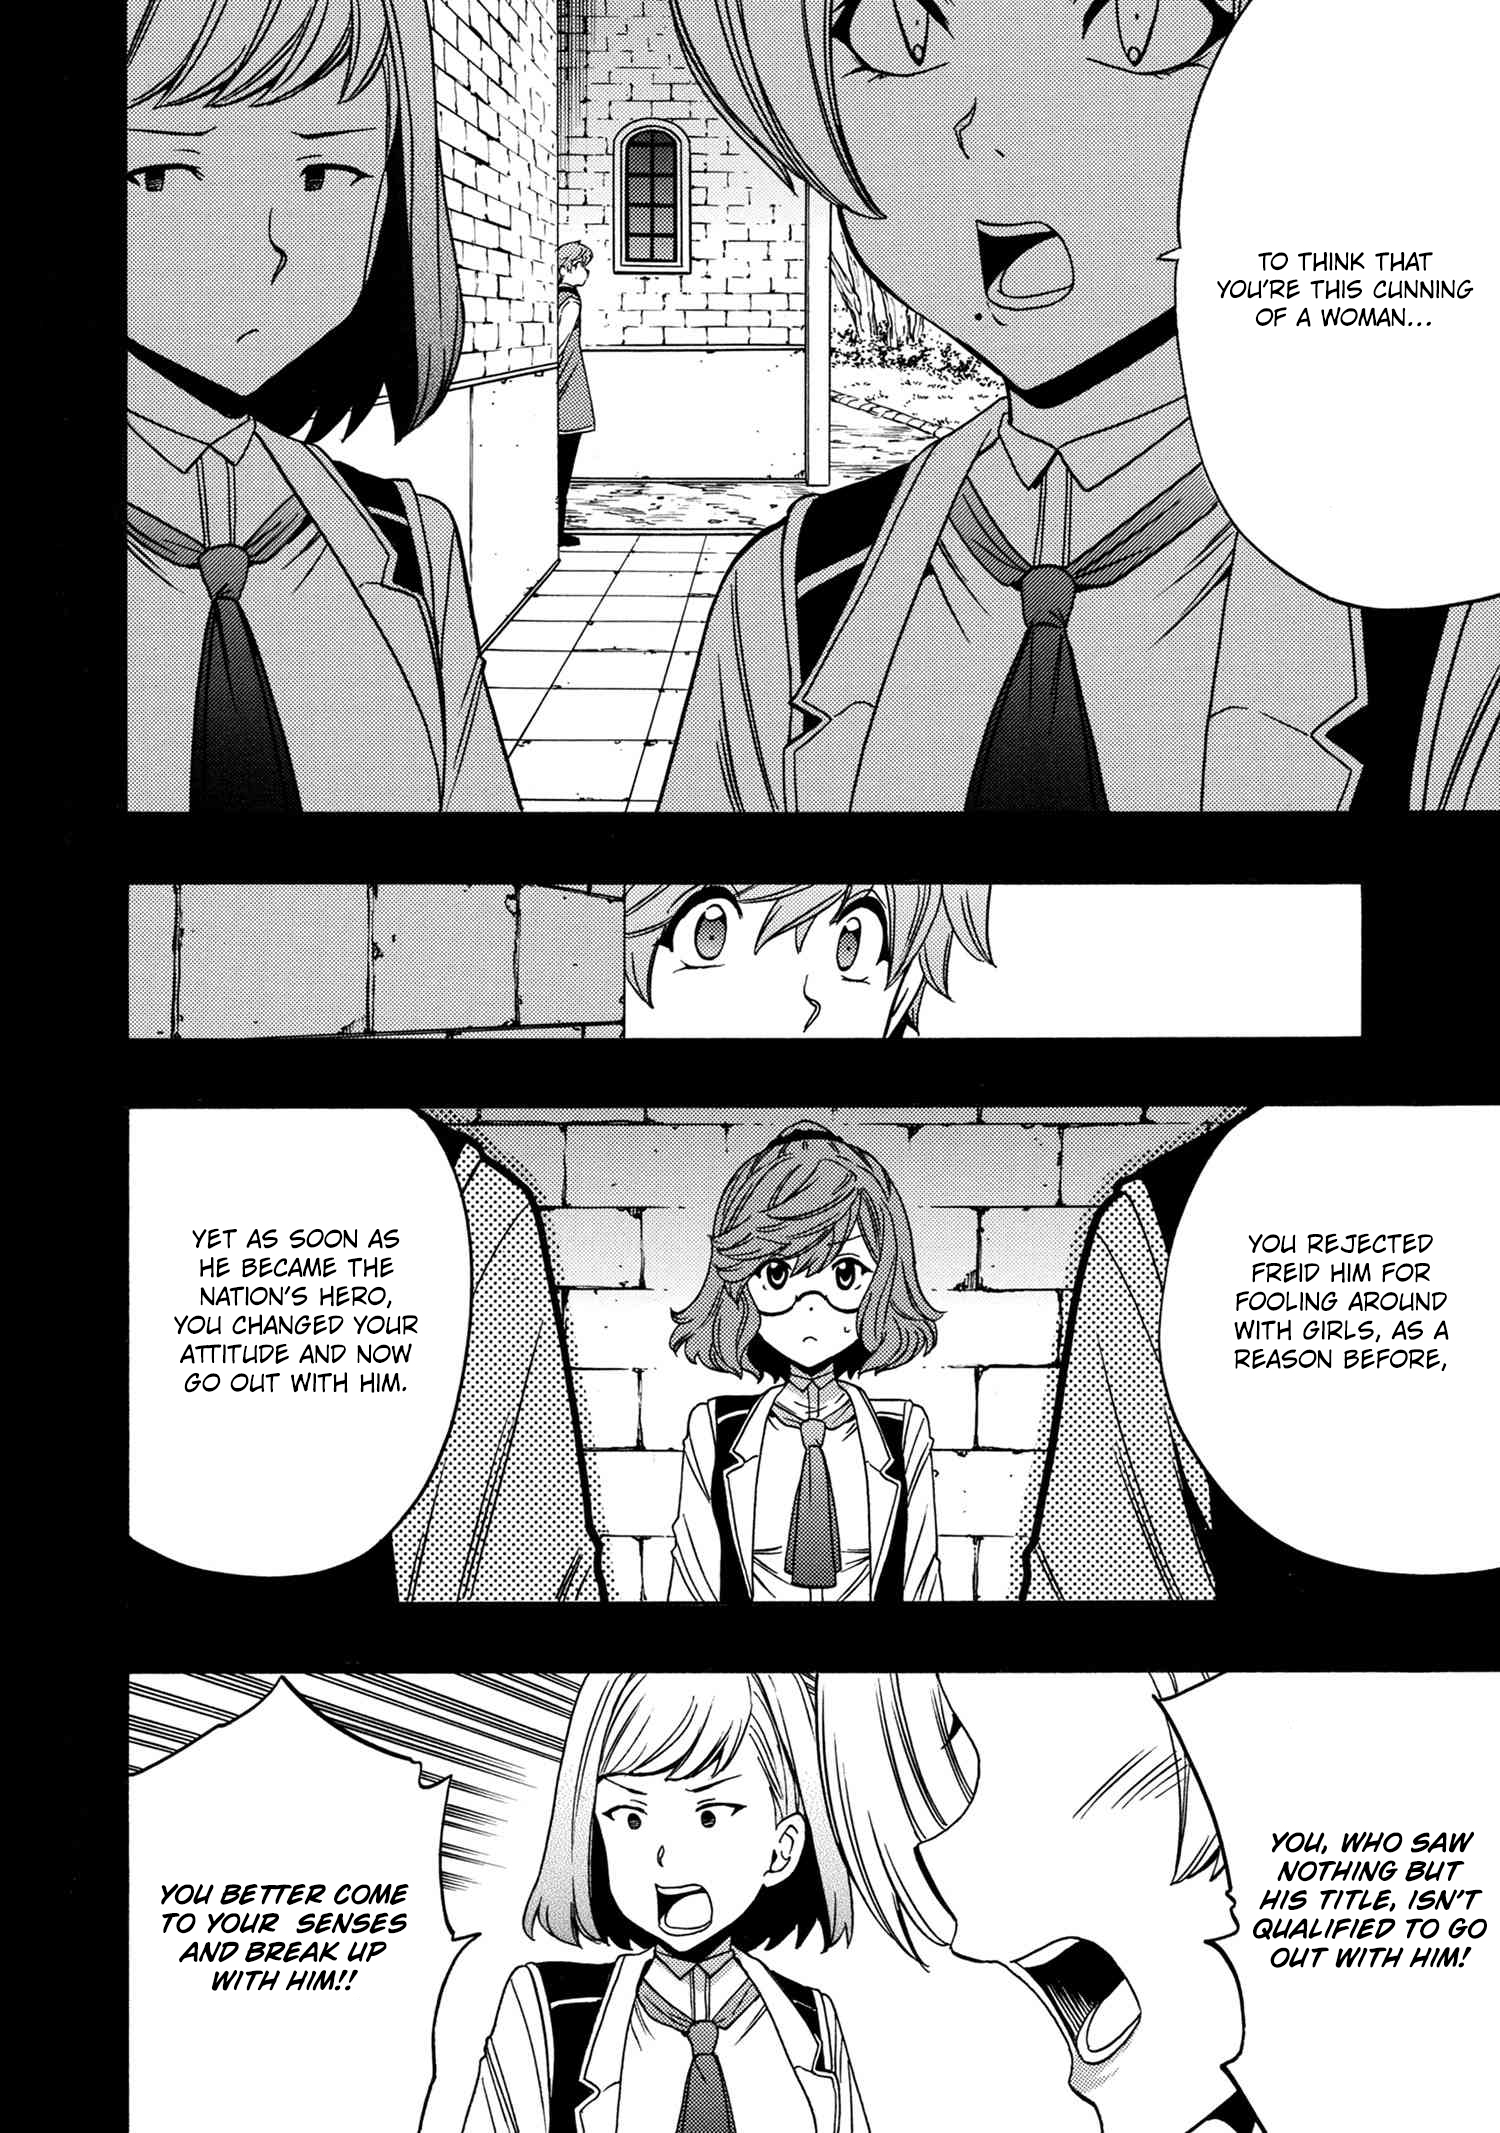 TO THINK THAT
YOU'RE THIS CUNNING
OF A WOMAN...
YOU REJECTED
FREID HIM FOR
FOOLING AROUND
WITH GIRLS, AS A
REASON BEFORE,
YET AS SOON AS
HE BECAME THE
NATION'S HERO,
YOU CHANGED YOUR
ATTITUDE AND NOW
GO OUT WITH HIM.
YOU, WHO SAW
NOTHING BUT
HIS TITLE, ISN'T
QUALIFIED TO GO
OUT WITH HIM!
YOU BETTER COME
TO YOUR SENSES
AND BREAK UP
WITH HIM!!